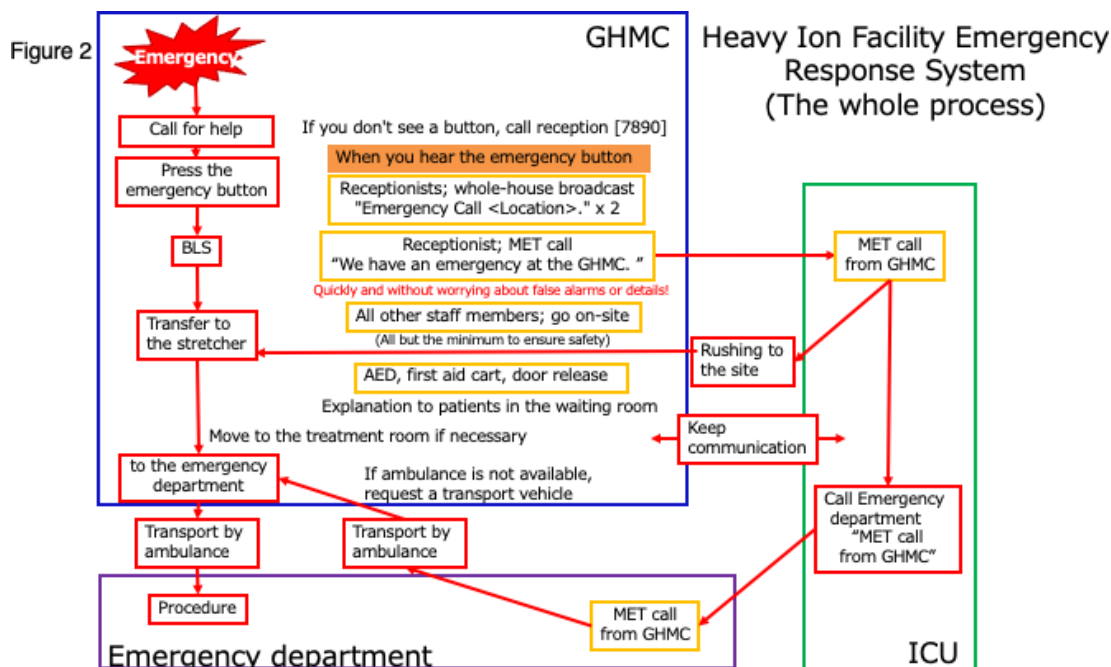 Figure 2
Emergency
GHMC
Heavy Ion Facility Emergency
Response System
(The whole process)
Call for help
If you don't see a button, call reception [7890]
Press the
emergency button
When you hear the emergency button
Receptionists; whole-house broadcast
"Emergency Call <Location>." x 2
BLS
Receptionist; MET call
“We have an emergency at the GHMC. ”
MET call
from GHMC
Quickly and without worrying about false alarms or details!
All other staff members; go on-site
(All but the minimum to ensure safety)
Transfer to
the stretcher
Rushing to
the site
AED, first aid cart, door release
Explanation to patients in the waiting room
Move to the treatment room if necessary
Keep
communication
to the emergency
department
If ambulance is not available,
request a transport vehicle
Call Emergency
department
“MET call
from GHMC”
Transport by
ambulance
Transport by
ambulance
Procedure
MET call
from GHMC
Emergency department
ICU